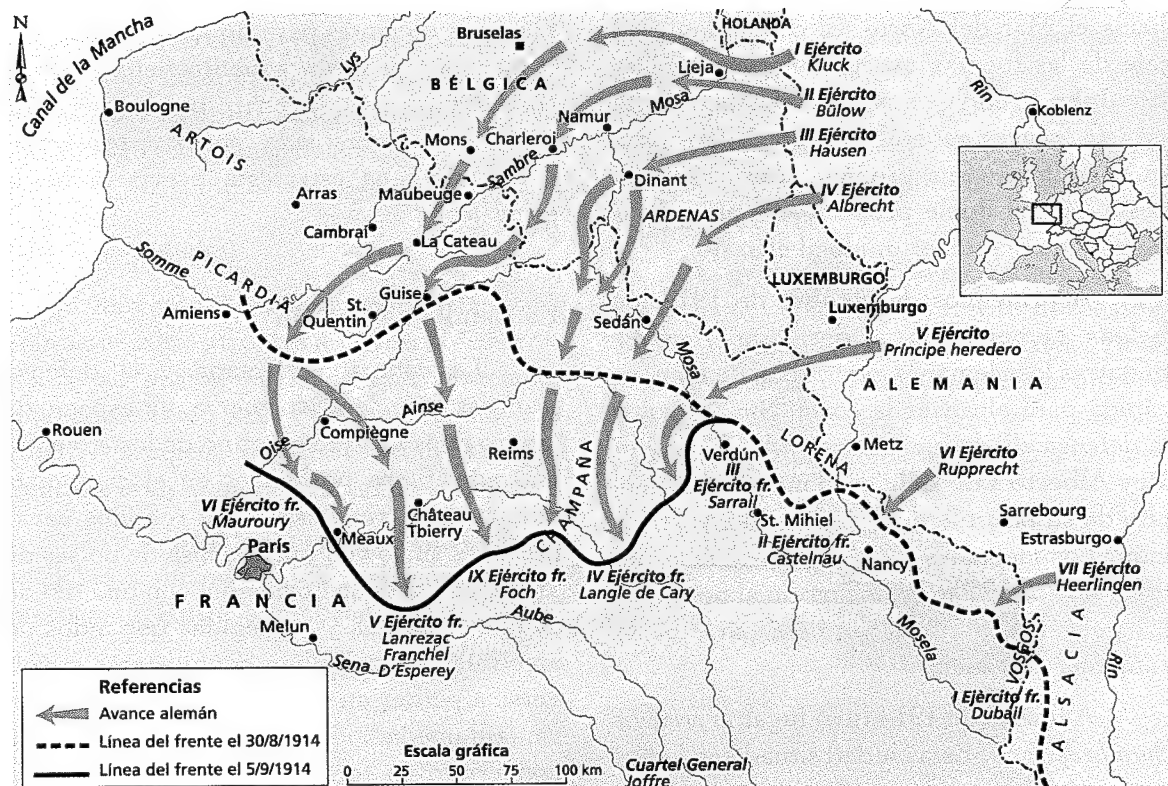 N
Canal de la Mancha
HOLANDA
Bruselas
BÉLGICA
Lys
Lieja
Mosa
I Ejército
Kluck
II Ejército
Bülow
III Ejército
Hausen
IV Ejército
Albrecht
Rin
Koblenz
Boulogne
ARTOIS
Mons
Charleroi
Namur
Sambre
Dinant
Arras
Maubeuge
ARDENAS
Cambrai
La Cateau
Somme
PICARDIA
Guise
LUXEMBURGO
Amiens
St.
Quentin
Sedán
Luxemburgo
Mosa
V Ejército
Príncipe heredero
ALEMANIA
Rouen
Ainse
Compiègne
Oise
Reims
CAMPAÑA
Verdún
LORENA
Metz
VI Ejército
Rupprecht
III
Ejército fr.
Sarrail
VI Ejército fr.
Mauroury
Château
Tbierry
Meaux
St. Mihiel
Sarrebourg
Estrasburgo
París
II Ejército fr.
Castelnau
Nancy
VII Ejército
Heerlingen
IX Ejército fr.
Foch
IV Ejército fr.
Langle de Cary
FRANCIA
Melun
V Ejército fr.
Lanrezac
Franchel
D'Esperey
Aube
Sena
Mosela
VOSGOS
ALSACIA
Rin
I Ejèrcito fr.
Dubail
Referencias
Avance alemán
Línea del frente el 30/8/1914
Línea del frente el 5/9/1914
Escala gráfica
0 25 50 100 km
Cuartel General
Joffre